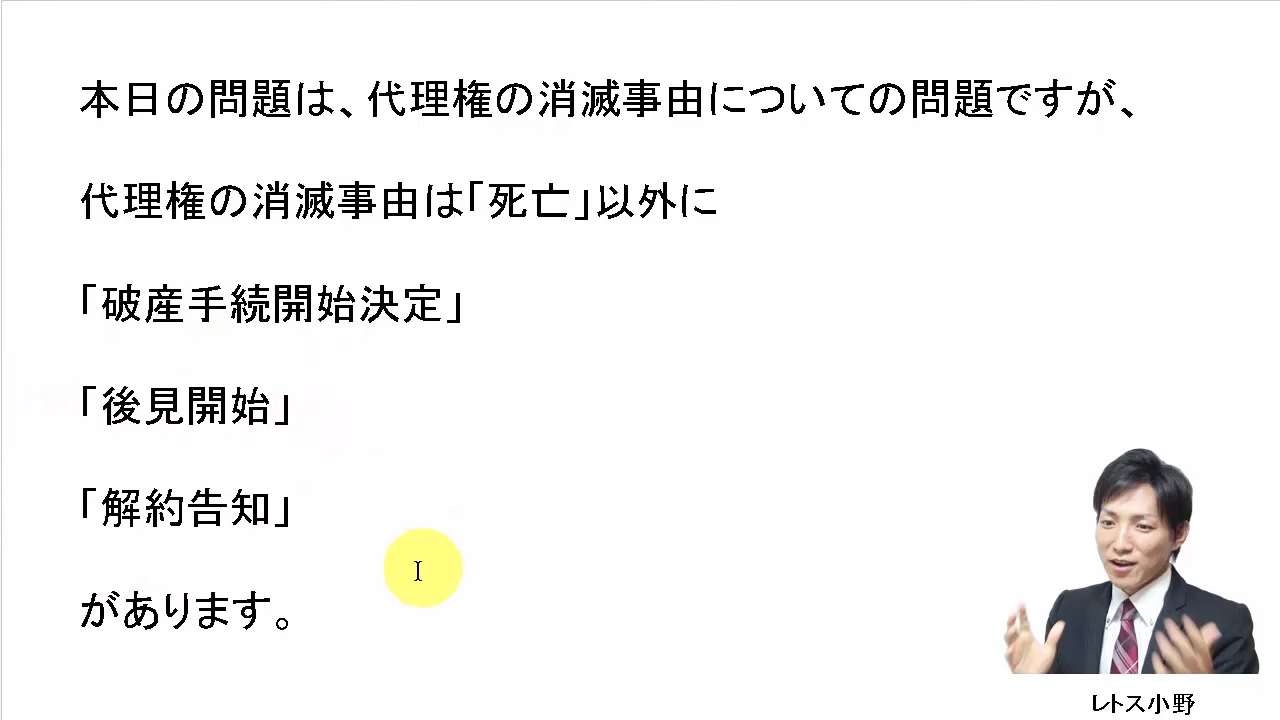 本日の問題は、代理権の消滅事由についての問題ですが、
代理権の消滅事由は「死亡」以外に
「破産手続開始決定」
「後見開始」
「解約告知」
があります。
レトス小野